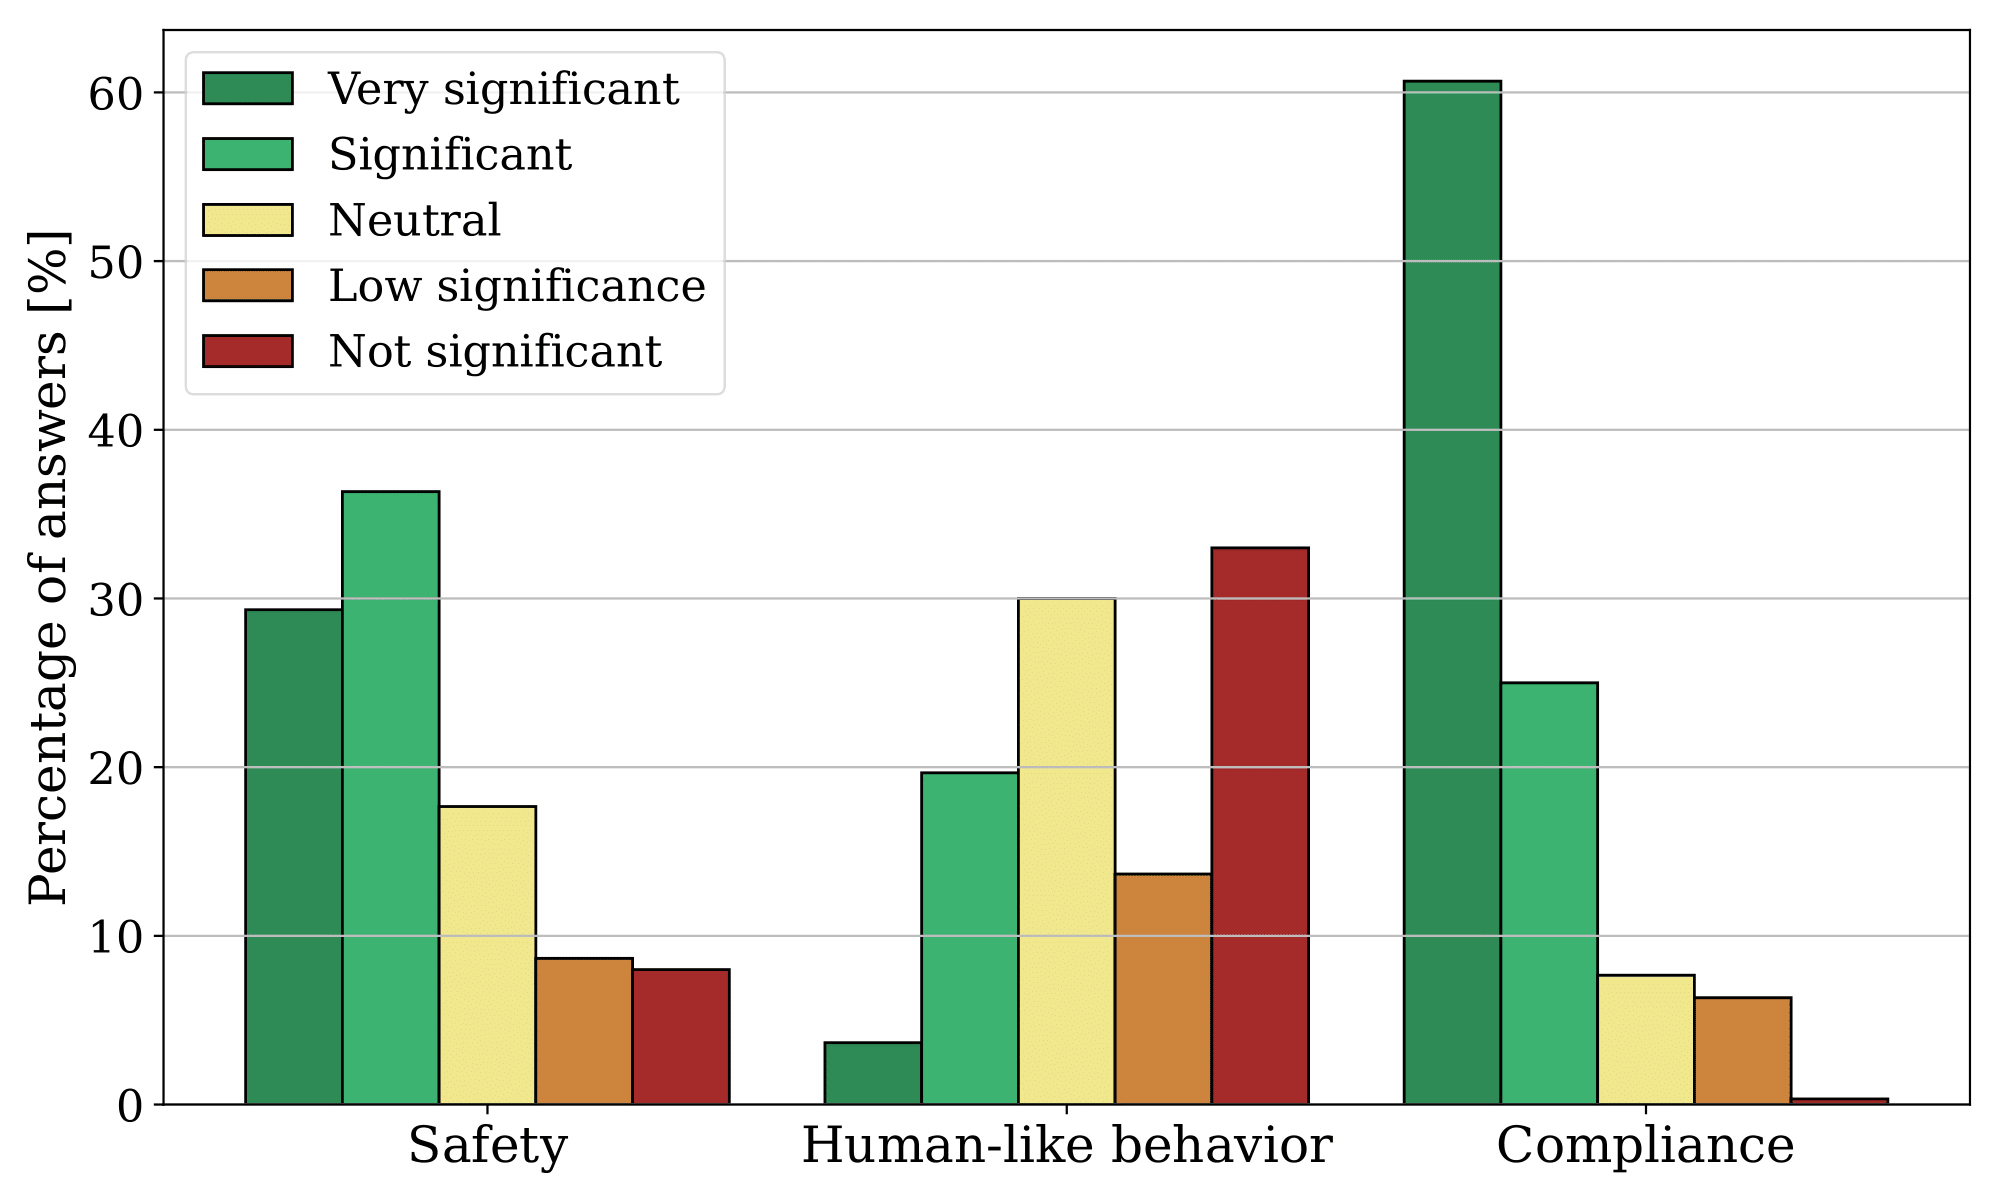 Percentage of answers [%]
60
50
40
30
20
10
0
Very significant
Significant
Neutral
Low significance
Not significant
Safety
Human-like behavior
Compliance